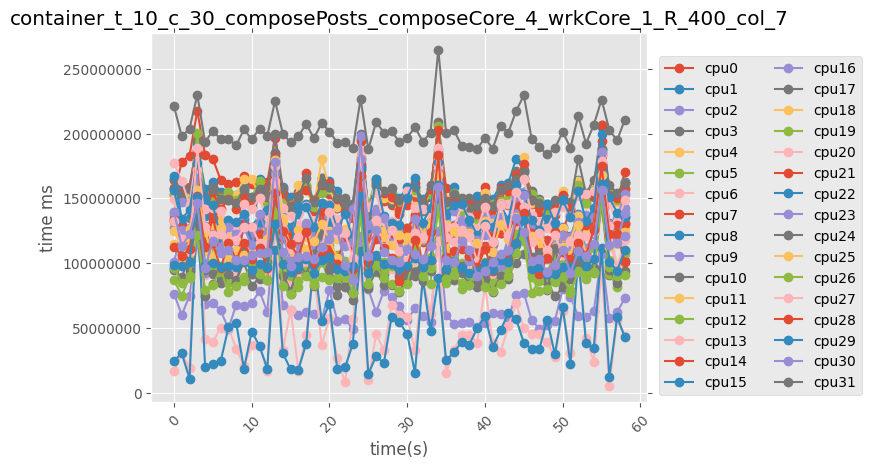 container_t_10_c_30_composePosts_composeCore_4_wrkCore_1_R_400_col_7
250000000
200000000
150000000
100000000
50000000
0
time ms
0
10
20
30
40
50
60
time(s)
cpu0
cpu1
cpu2
cpu3
cpu4
cpu5
cpu6
cpu7
cpu8
cpu9
cpu10
cpu11
cpu12
cpu13
cpu14
cpu15
cpu16
cpu17
cpu18
cpu19
cpu20
cpu21
cpu22
cpu23
cpu24
cpu25
cpu26
cpu27
cpu28
cpu29
cpu30
cpu31